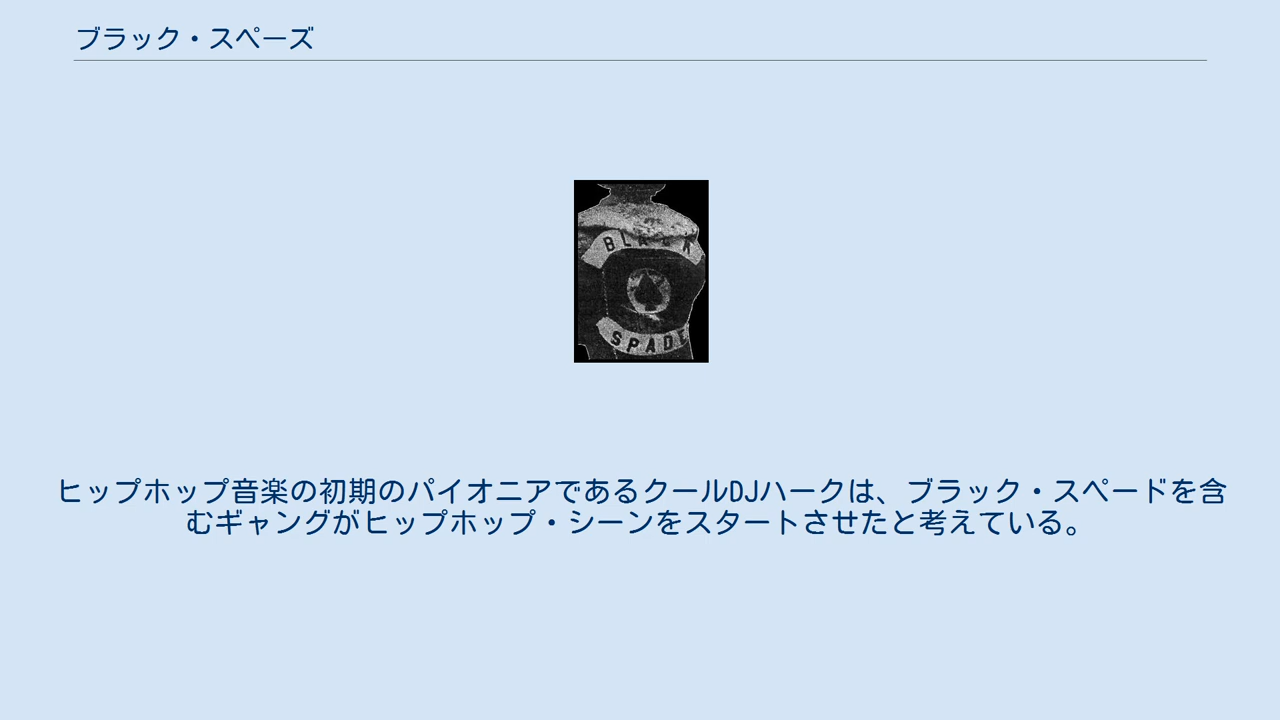 ブラック・スペーズ
BLACK
SPADE
ヒップホップ音楽の初期のパイオニアであるクールDJハークは、ブラック・スペードを含
むギャングがヒップホップ・シーンをスタートさせたと考えている。